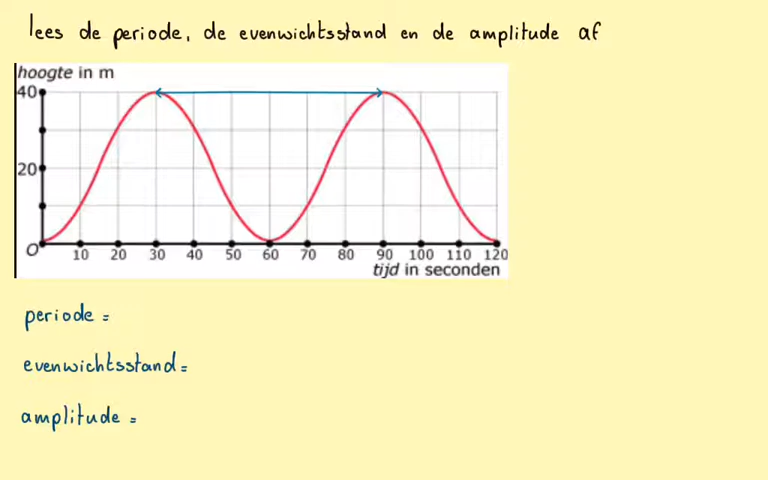 lees de periode, de evenwichtsstand en de amplitude af
hoogte in m
40
20
O
10 20 30 40 50 60 70 80 90 100 110 120
tijd in seconden
periode =
evenwichtsstand =
amplitude =